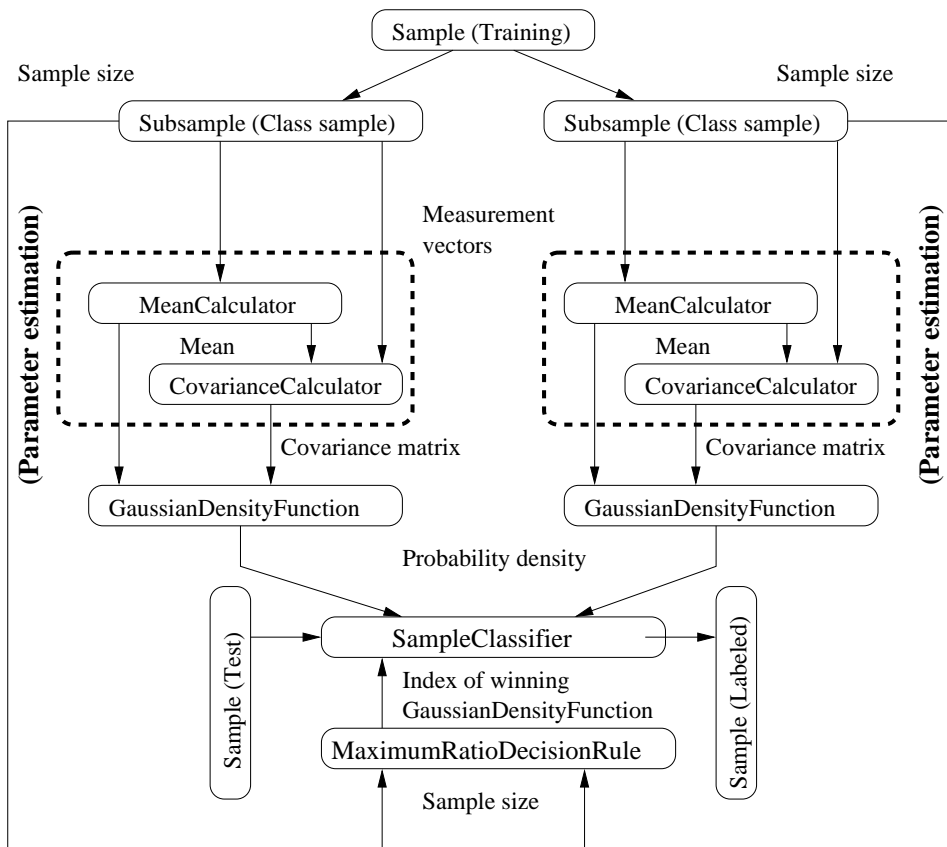 Sample (Training)
Sample size
Sample size
Subsample (Class sample)
Subsample (Class sample)
(Parameter estimation)
Measurement
vectors
(Parameter estimation)
MeanCalculator
MeanCalculator
Mean
Mean
CovarianceCalculator
CovarianceCalculator
Covariance matrix
Covariance matrix
GaussianDensityFunction
GaussianDensityFunction
Probability density
Sample (Test)
SampleClassifier
Sample (Labeled)
Index of winning
GaussianDensityFunction
MaximumRatioDecisionRule
Sample size